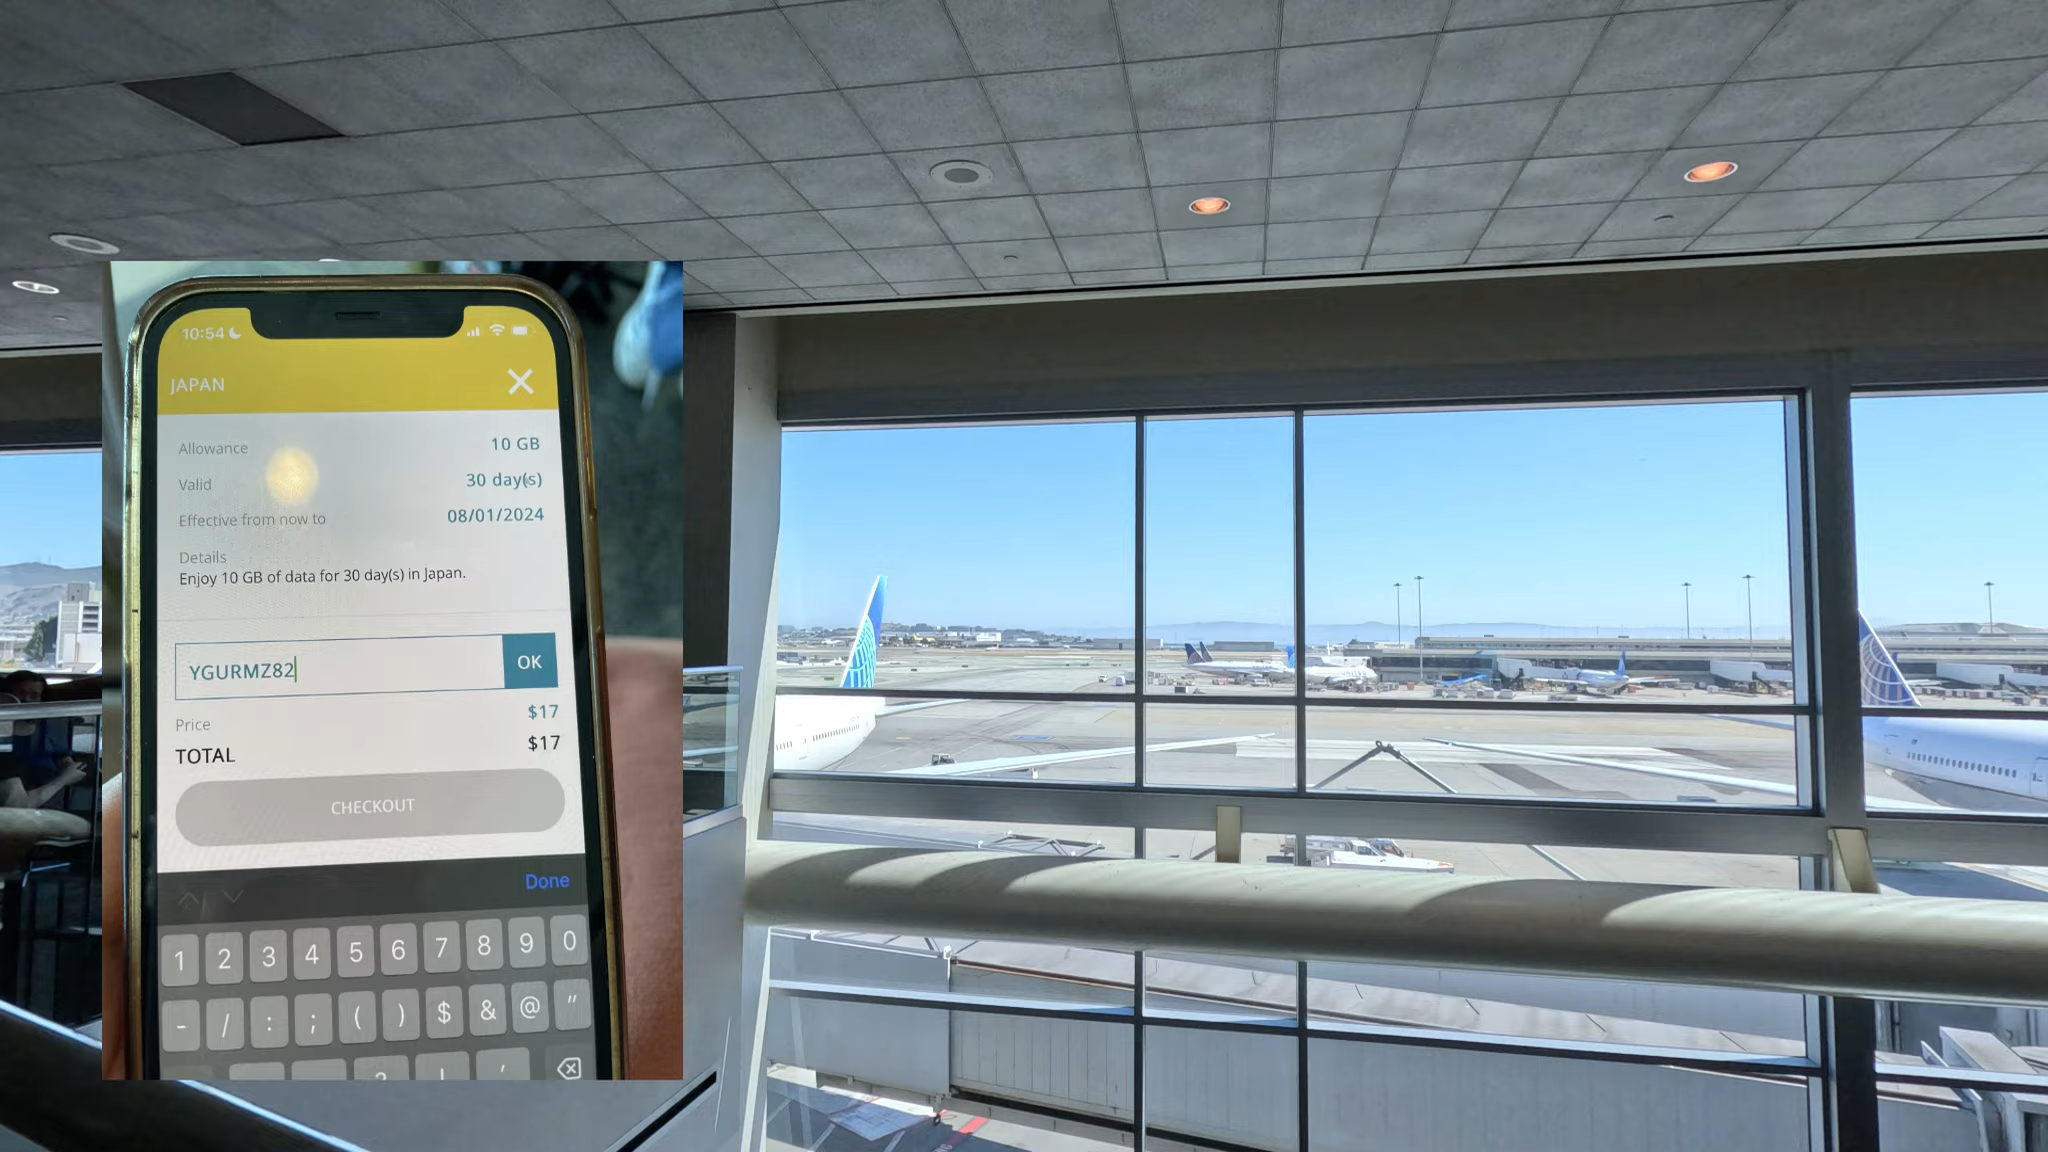 10:54
JAPAN
Allowance 10 GB
Valid 30 day(s)
Effective from now to 08/01/2024
Details
Enjoy 10 GB of data for 30 day(s) in Japan.
YGURMZ82 OK
Price $17
TOTAL $17
CHECKOUT
Done
1 2 3 4 5 6 7 8 9 0
- / : ; ( ) $ & @ "